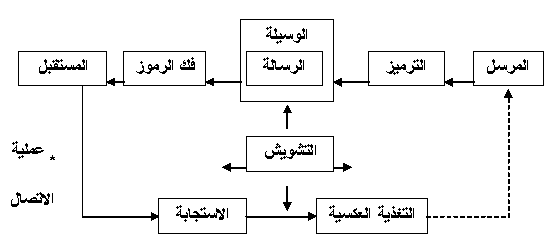 الوسيلة
المرسل
الترميز
الرسالة
فك الرموز
المستقبل
التشويش
* عملية
الاتصال
التغذية العكسية
الاستجابة